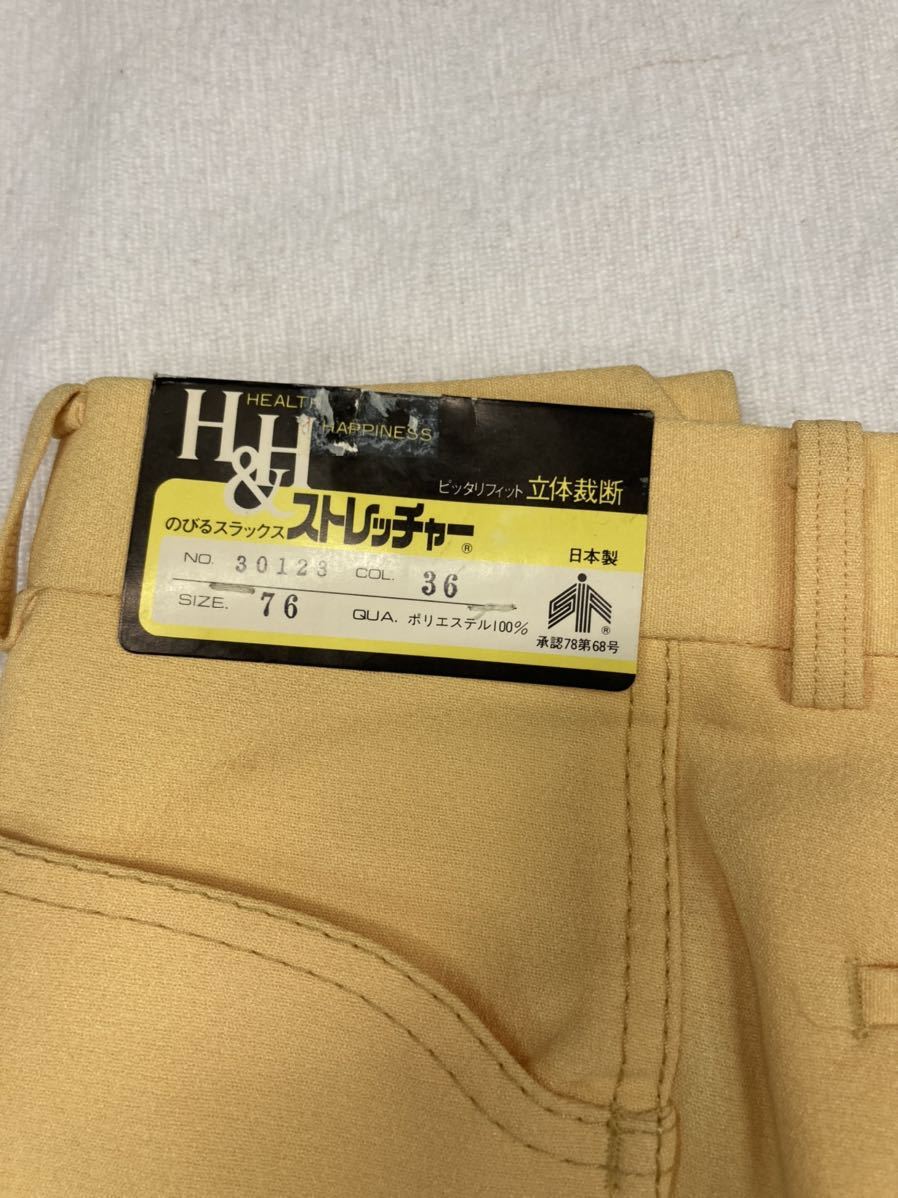 H&H
HEALTH
& HAPPINESS
ピッタリフィット 立体裁断
のびるスラックス ストレッチャー®
日本製
NO. 30123 COL. 36
SIZE. 76 QUA. ポリエステル100%
SIF®
承認78第68号